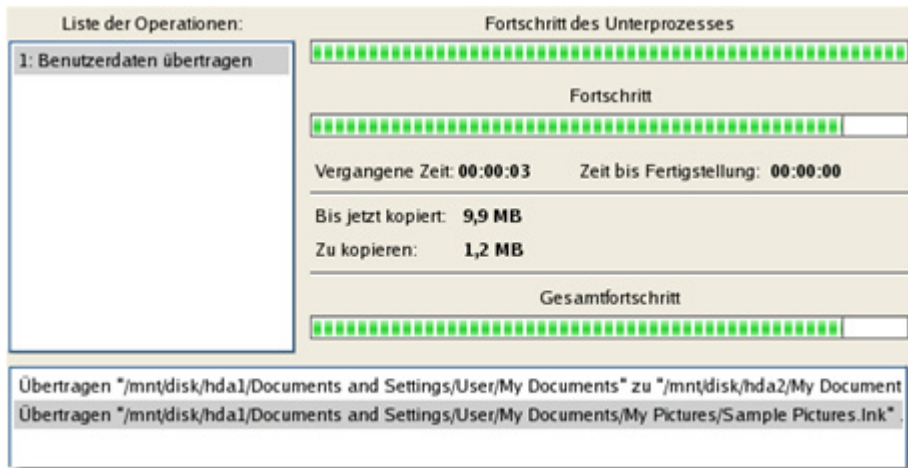 Liste der Operationen:
1: Benutzerdaten übertragen
Fortschritt des Unterprozesses
Fortschritt
Vergangene Zeit: 00:00:03 Zeit bis Fertigstellung: 00:00:00
Bis jetzt kopiert: 9,9 MB
Zu kopieren: 1,2 MB
Gesamtfortschritt
Übertragen "/mnt/disk/hda1/Documents and Settings/User/My Documents" zu "/mnt/disk/hda2/My Document
Übertragen "/mnt/disk/hda1/Documents and Settings/User/My Documents/My Pictures/Sample Pictures.lnk" .